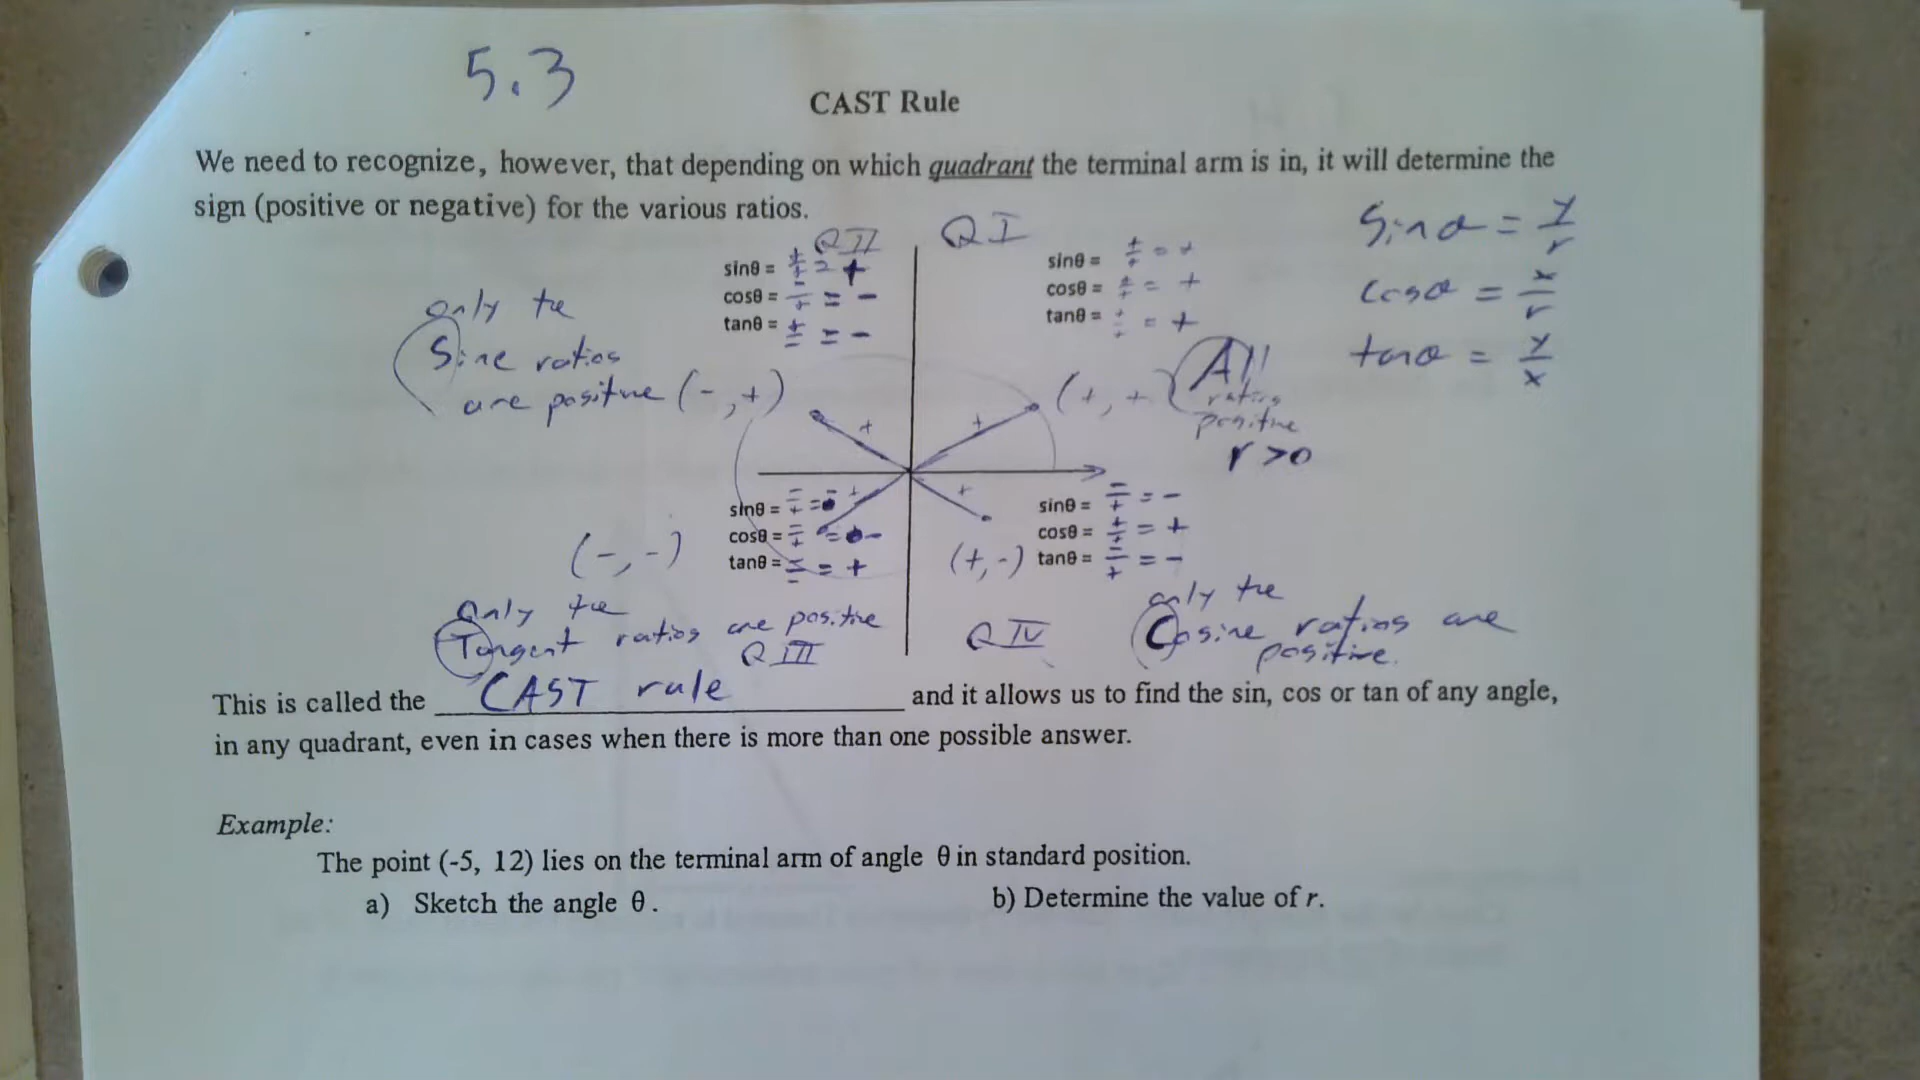 5.3
CAST Rule
We need to recognize, however, that depending on which quadrant the terminal arm is in, it will determine the
sign (positive or negative) for the various ratios.
QII
sinθ = +/+ = +
cosθ = -/+ = -
tanθ = +/- = -
only the
Sine ratios
are positive (-,+)
QI
sinθ = +/+ = +
cosθ = +/+ = +
tanθ = +/+ = +
(+, +)
All
ratios
positive
r > 0
sinθ = y/r
cosθ = x/r
tanθ = y/x
+ +
+ +
sinθ = -/+ = -
cosθ = -/+ = -
tanθ = -/- = +
(-,-)
only the
Tangent ratios are positive
QIII
sinθ = -/+ = -
cosθ = +/+ = +
tanθ = -/+ = -
(+,-)
QIV
only the
Cosine ratios are
positive.
This is called the CAST rule and it allows us to find the sin, cos or tan of any angle,
in any quadrant, even in cases when there is more than one possible answer.
Example:
The point (-5, 12) lies on the terminal arm of angle θ in standard position.
a) Sketch the angle θ.
b) Determine the value of r.